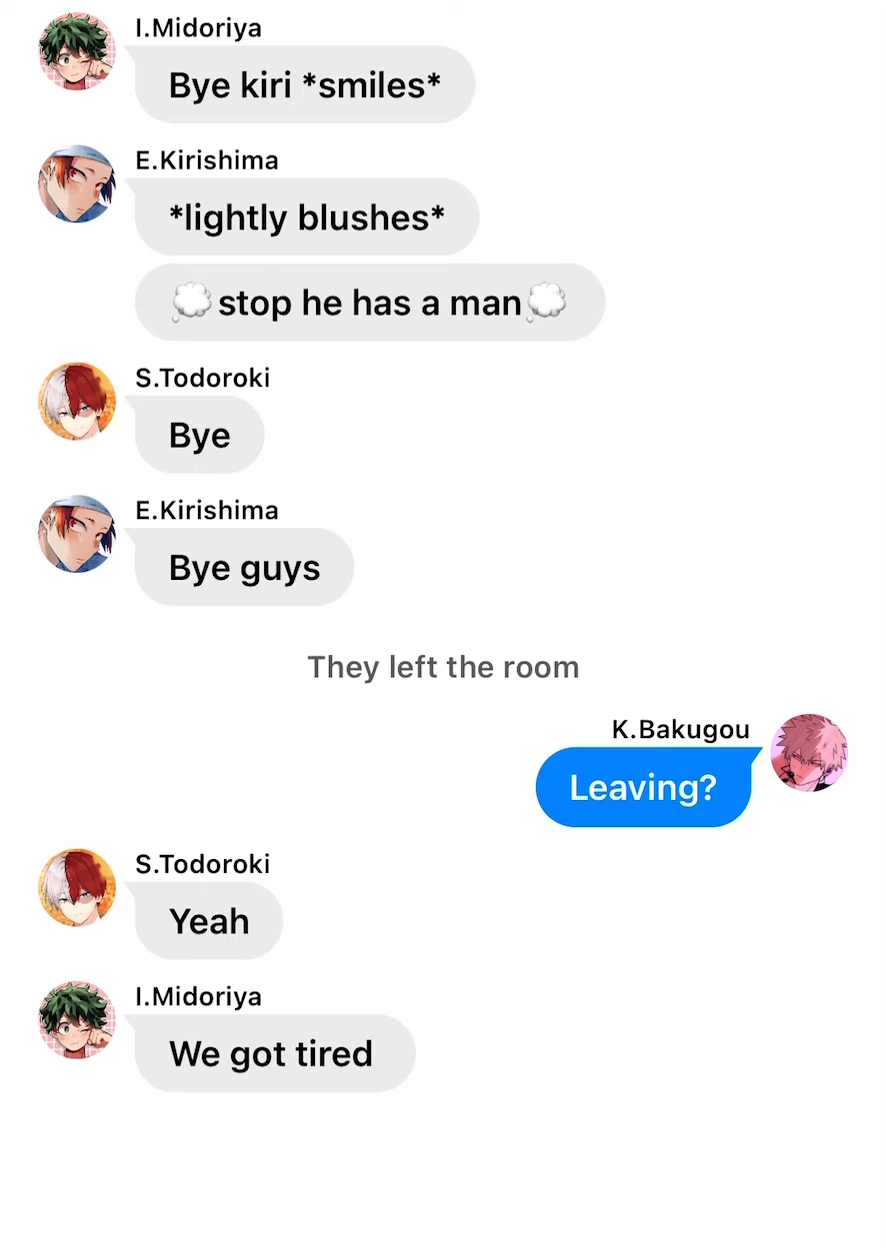 I.Midoriya
Bye kiri *smiles*
E.Kirishima
*lightly blushes*
💭stop he has a man💭
S.Todoroki
Bye
E.Kirishima
Bye guys
They left the room
K.Bakugou
Leaving?
S.Todoroki
Yeah
I.Midoriya
We got tired